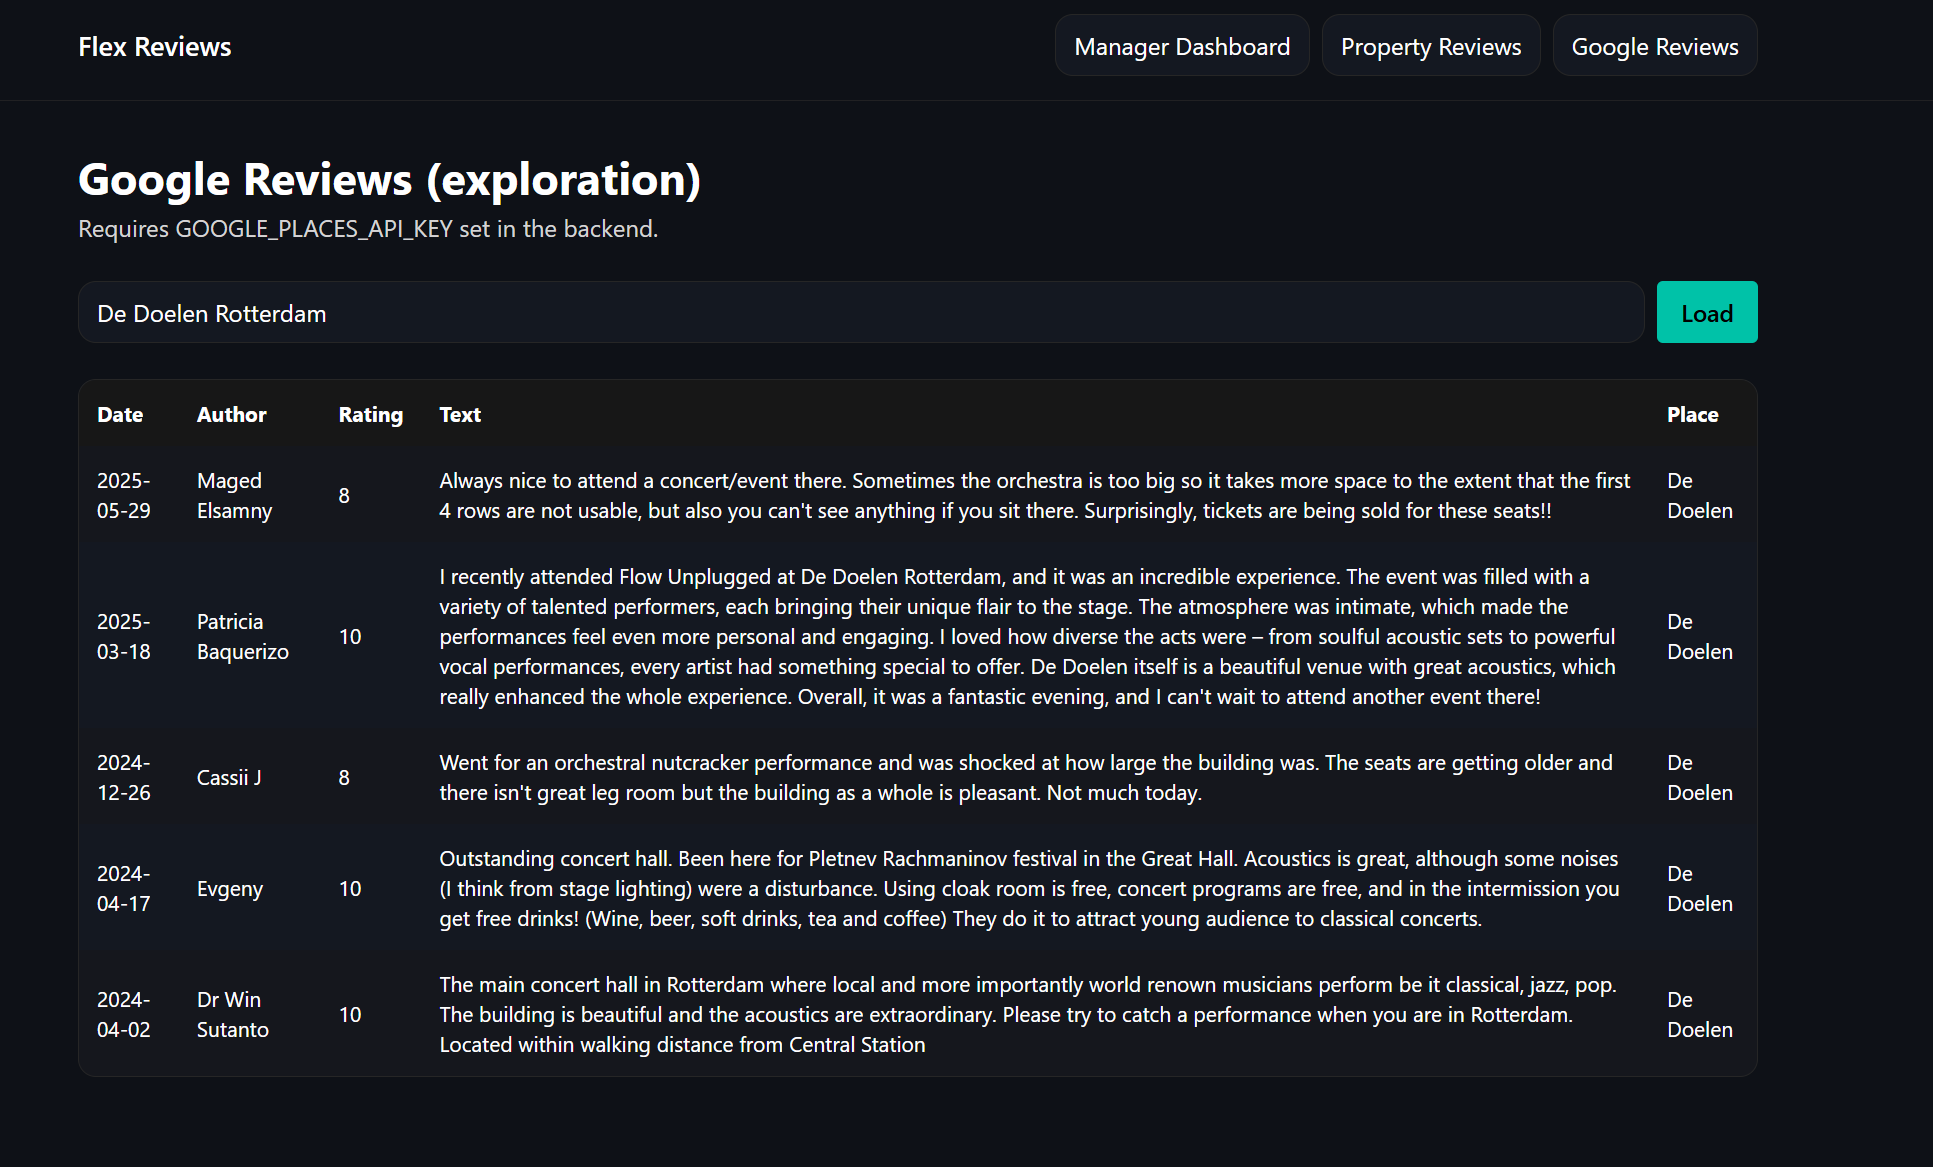 Flex Reviews
Manager Dashboard
Property Reviews
Google Reviews
Google Reviews (exploration)
Requires GOOGLE_PLACES_API_KEY set in the backend.
De Doelen Rotterdam
Load
Date Author Rating Text Place
2025-
05-29
Maged
Elsamny
8
Always nice to attend a concert/event there. Sometimes the orchestra is too big so it takes more space to the extent that the first
4 rows are not usable, but also you can't see anything if you sit there. Surprisingly, tickets are being sold for these seats!!
De
Doelen
2025-
03-18
Patricia
Baquerizo
10
I recently attended Flow Unplugged at De Doelen Rotterdam, and it was an incredible experience. The event was filled with a
variety of talented performers, each bringing their unique flair to the stage. The atmosphere was intimate, which made the
performances feel even more personal and engaging. I loved how diverse the acts were – from soulful acoustic sets to powerful
vocal performances, every artist had something special to offer. De Doelen itself is a beautiful venue with great acoustics, which
really enhanced the whole experience. Overall, it was a fantastic evening, and I can't wait to attend another event there!
De
Doelen
2024-
12-26
Cassii J
8
Went for an orchestral nutcracker performance and was shocked at how large the building was. The seats are getting older and
there isn't great leg room but the building as a whole is pleasant. Not much today.
De
Doelen
2024-
04-17
Evgeny
10
Outstanding concert hall. Been here for Pletnev Rachmaninov festival in the Great Hall. Acoustics is great, although some noises
(I think from stage lighting) were a disturbance. Using cloak room is free, concert programs are free, and in the intermission you
get free drinks! (Wine, beer, soft drinks, tea and coffee) They do it to attract young audience to classical concerts.
De
Doelen
2024-
04-02
Dr Win
Sutanto
10
The main concert hall in Rotterdam where local and more importantly world renown musicians perform be it classical, jazz, pop.
The building is beautiful and the acoustics are extraordinary. Please try to catch a performance when you are in Rotterdam.
Located within walking distance from Central Station
De
Doelen